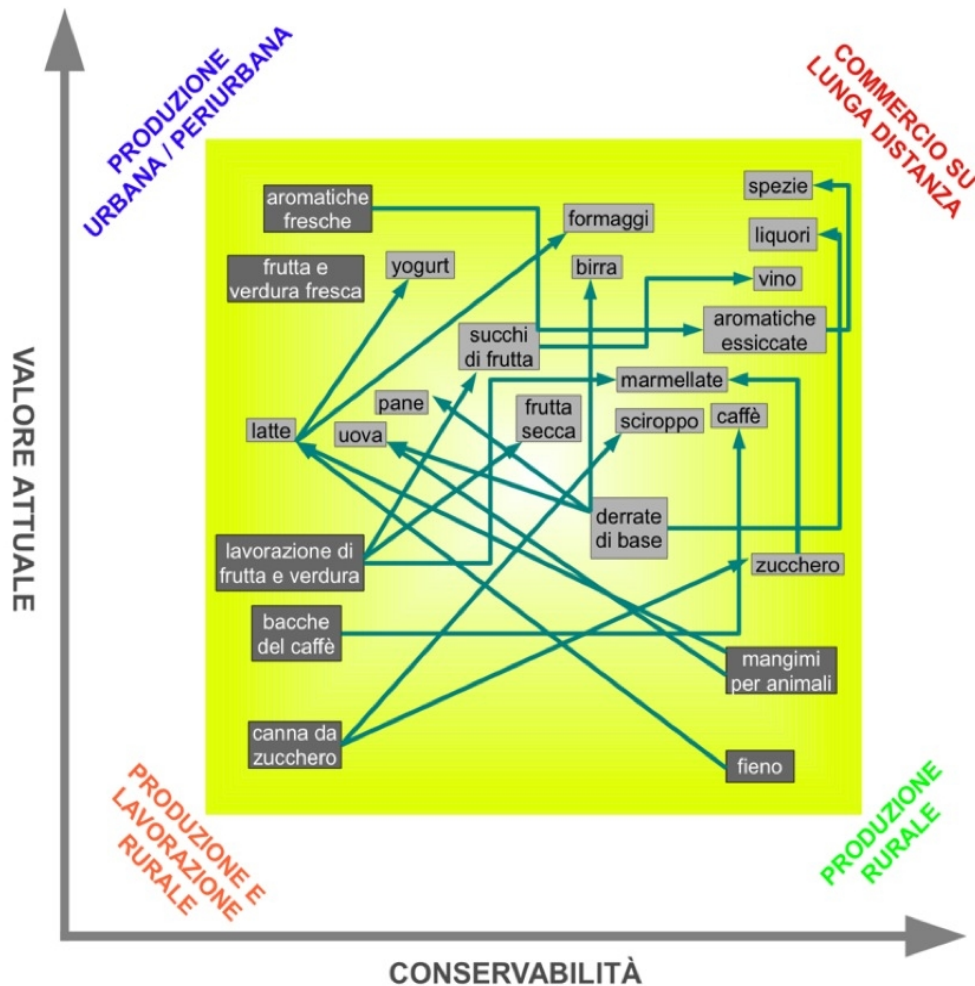 PRODUZIONE
URBANA / PERIURBANA
COMMERCIO SU
LUNGA DISTANZA
aromatiche
fresche
spezie
formaggi
liquori
frutta e
verdura fresca
yogurt
birra
vino
succhi
di frutta
aromatiche
essiccate
marmellate
pane
frutta
secca
sciroppo
caffè
latte
uova
derrate
di base
lavorazione di
frutta e verdura
zucchero
bacche
del caffè
mangimi
per animali
canna da
zucchero
fieno
VALORE ATTUALE
PRODUZIONE E
LAVORAZIONE
RURALE
PRODUZIONE
RURALE
CONSERVABILITÀ